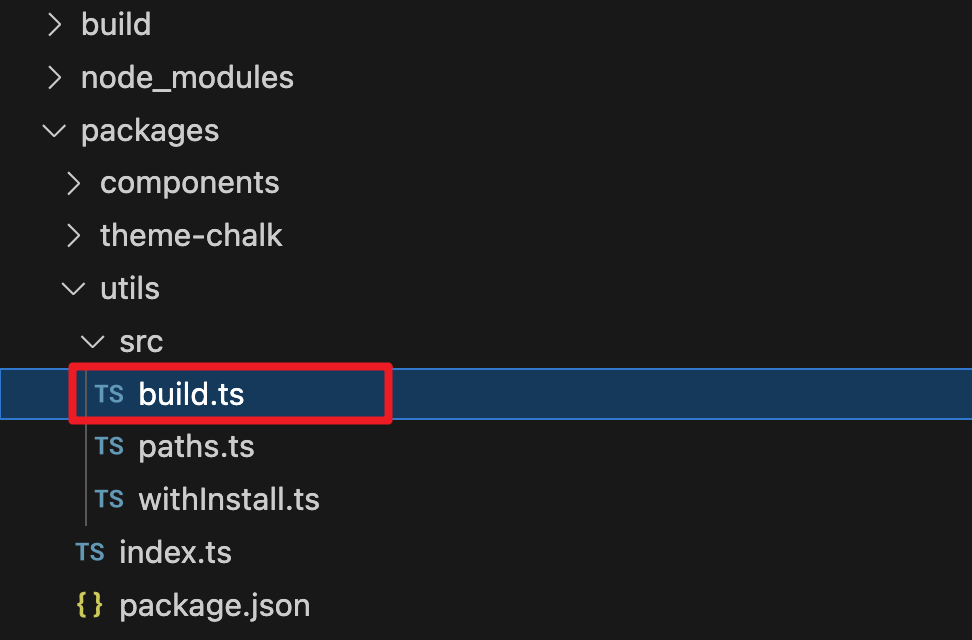 build
node_modules
packages
components
theme-chalk
utils
src
TS build.ts
TS paths.ts
TS withInstall.ts
TS index.ts
{} package.json